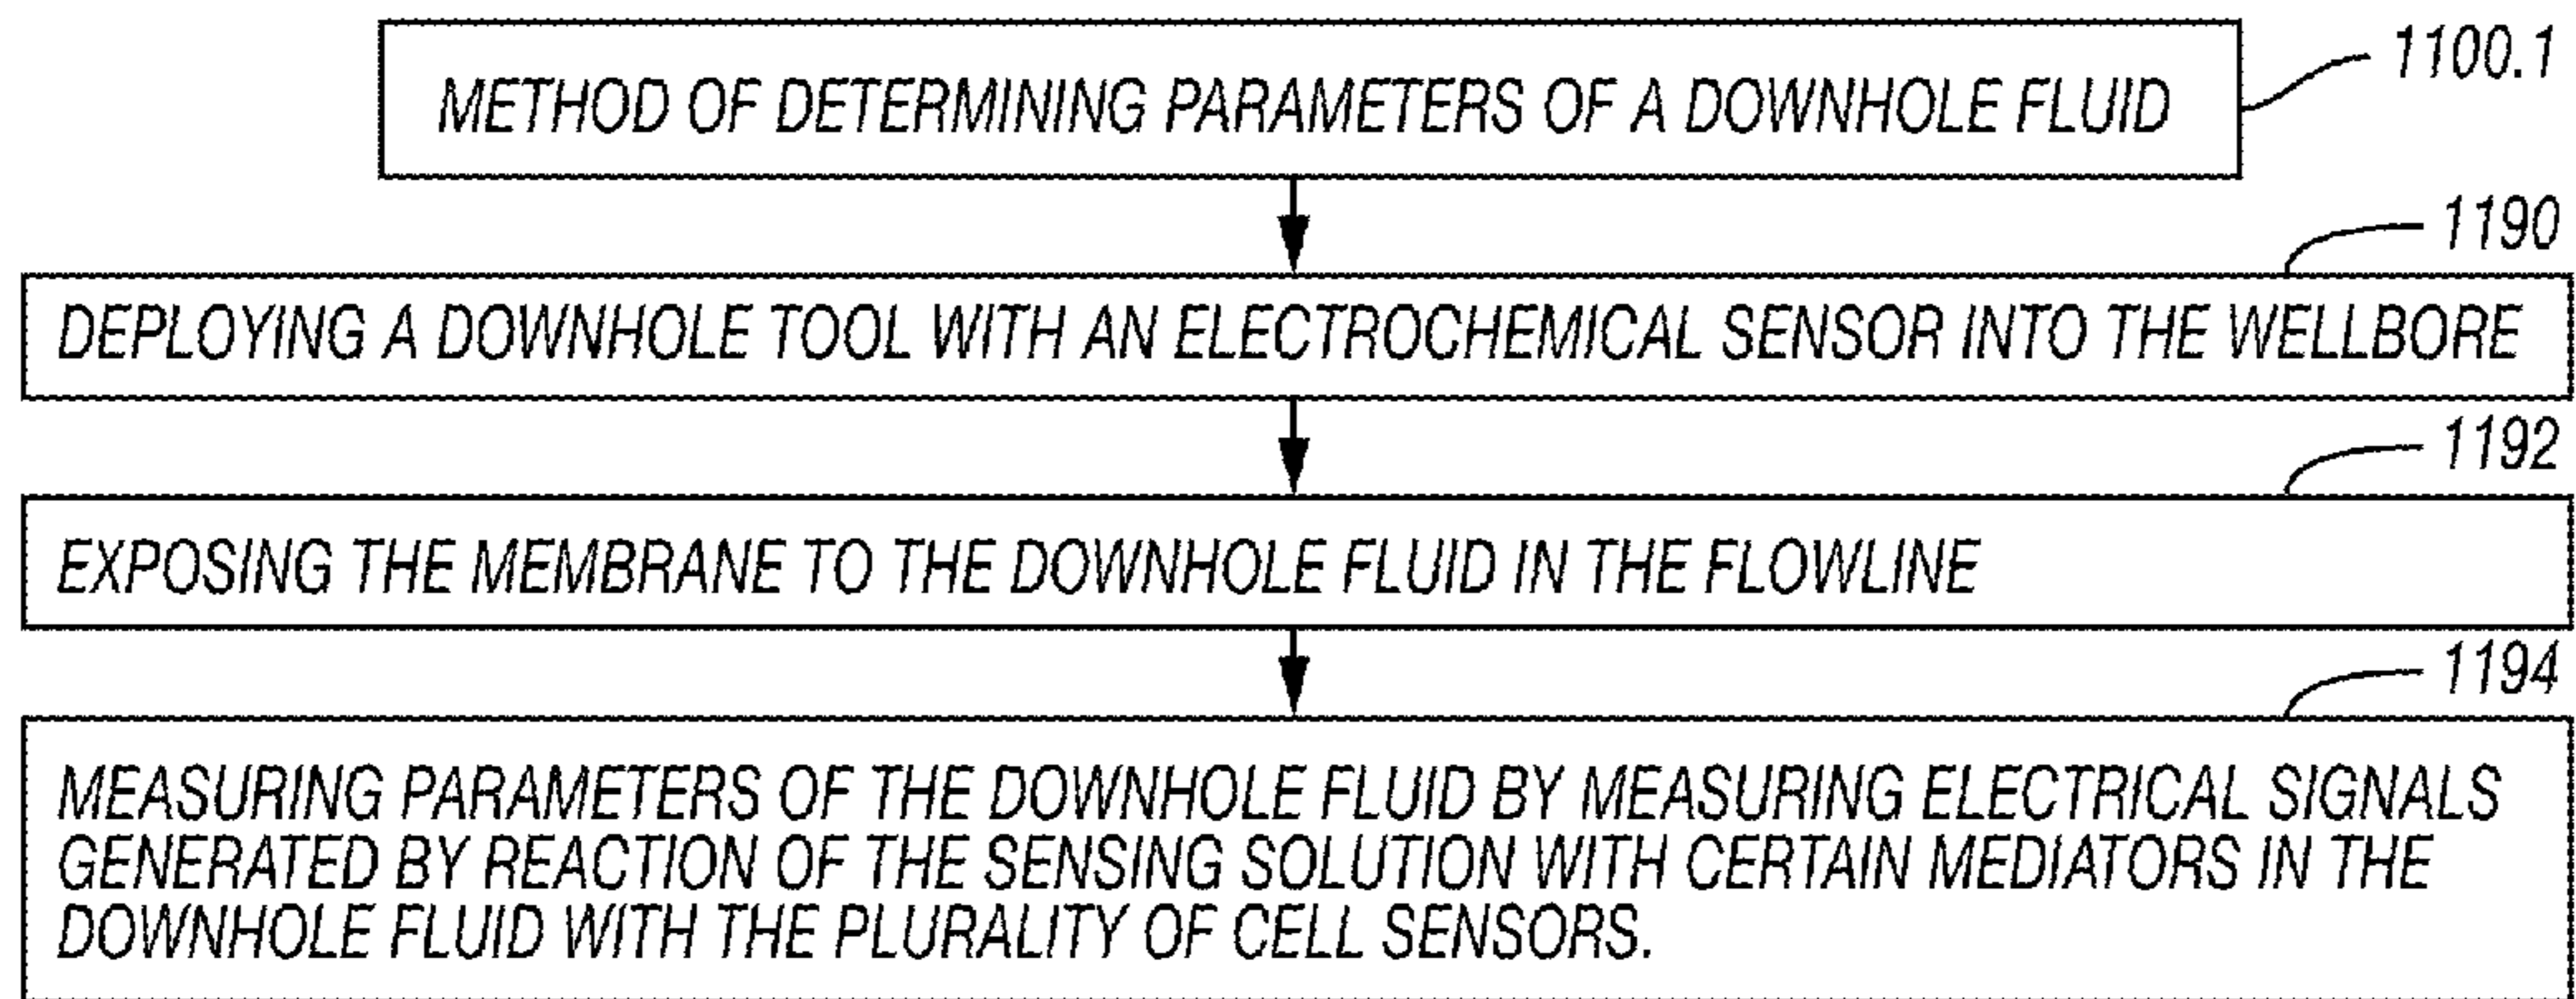 METHOD OF DETERMINING PARAMETERS OF A DOWNHOLE FLUID
1100.1
1190
DEPLOYING A DOWNHOLE TOOL WITH AN ELECTROCHEMICAL SENSOR INTO THE WELLBORE
1192
EXPOSING THE MEMBRANE TO THE DOWNHOLE FLUID IN THE FLOWLINE
1194
MEASURING PARAMETERS OF THE DOWNHOLE FLUID BY MEASURING ELECTRICAL SIGNALS
GENERATED BY REACTION OF THE SENSING SOLUTION WITH CERTAIN MEDIATORS IN THE
DOWNHOLE FLUID WITH THE PLURALITY OF CELL SENSORS.